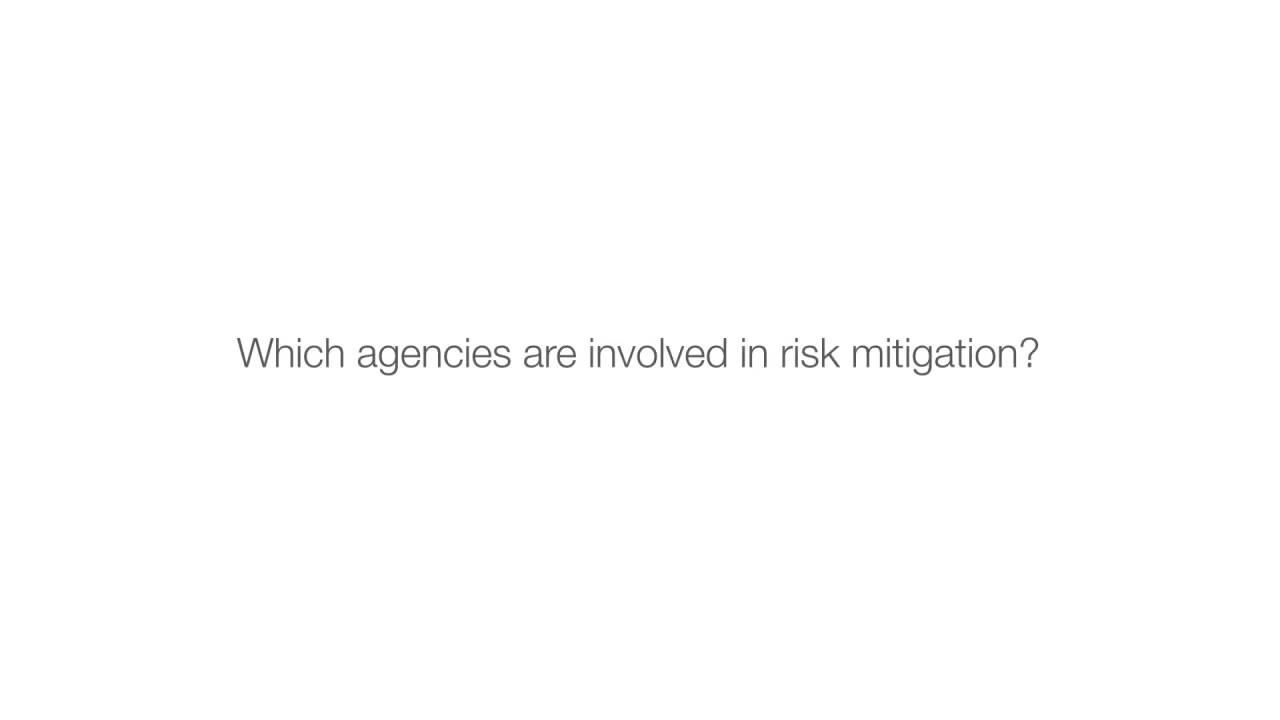 Which agencies are involved in risk mitigation?